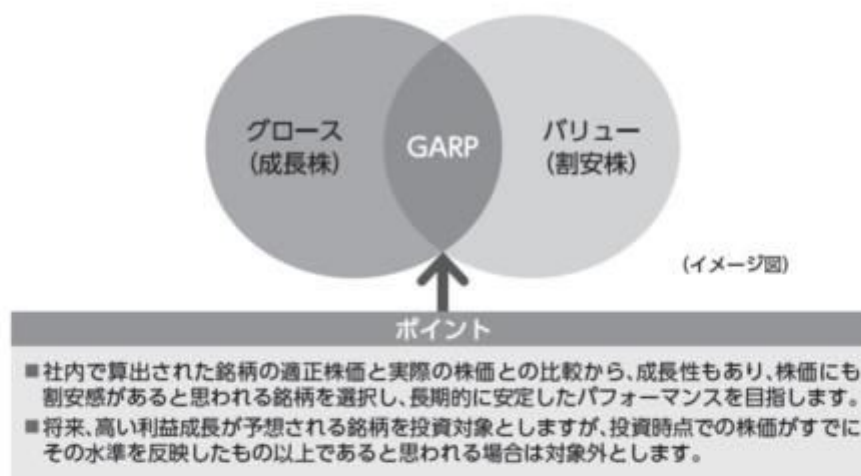 グロース
(成長株)
GARP
バリュー
(割安株)
(イメージ図)
ポイント
■社内で算出された銘柄の適正株価と実際の株価との比較から、成長性もあり、株価にも
割安感があると思われる銘柄を選択し、長期的に安定したパフォーマンスを目指します。
■将来、高い利益成長が予想される銘柄を投資対象としますが、投資時点での株価がすでに
その水準を反映したもの以上であると思われる場合は対象外とします。